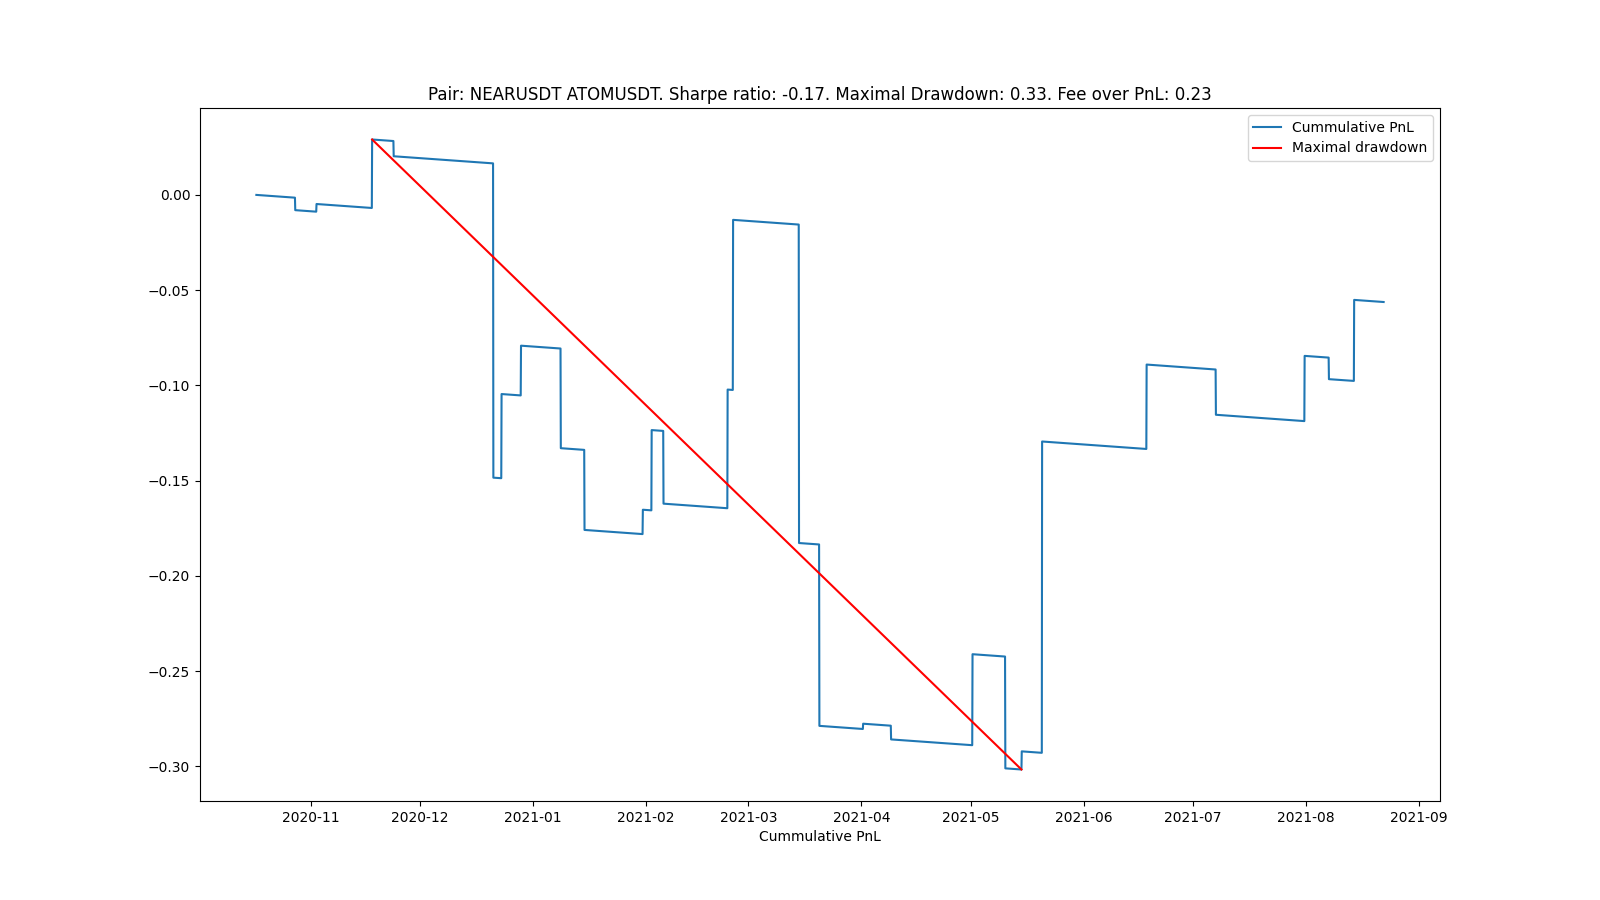 Pair: NEARUSDT ATOMUSDT. Sharpe ratio: -0.17. Maximal Drawdown: 0.33. Fee over PnL: 0.23
Cummulative PnL
Maximal drawdown
0.00
−0.05
−0.10
−0.15
−0.20
−0.25
−0.30
2020-11 2020-12 2021-01 2021-02 2021-03 2021-04 2021-05 2021-06 2021-07 2021-08 2021-09
Cummulative PnL